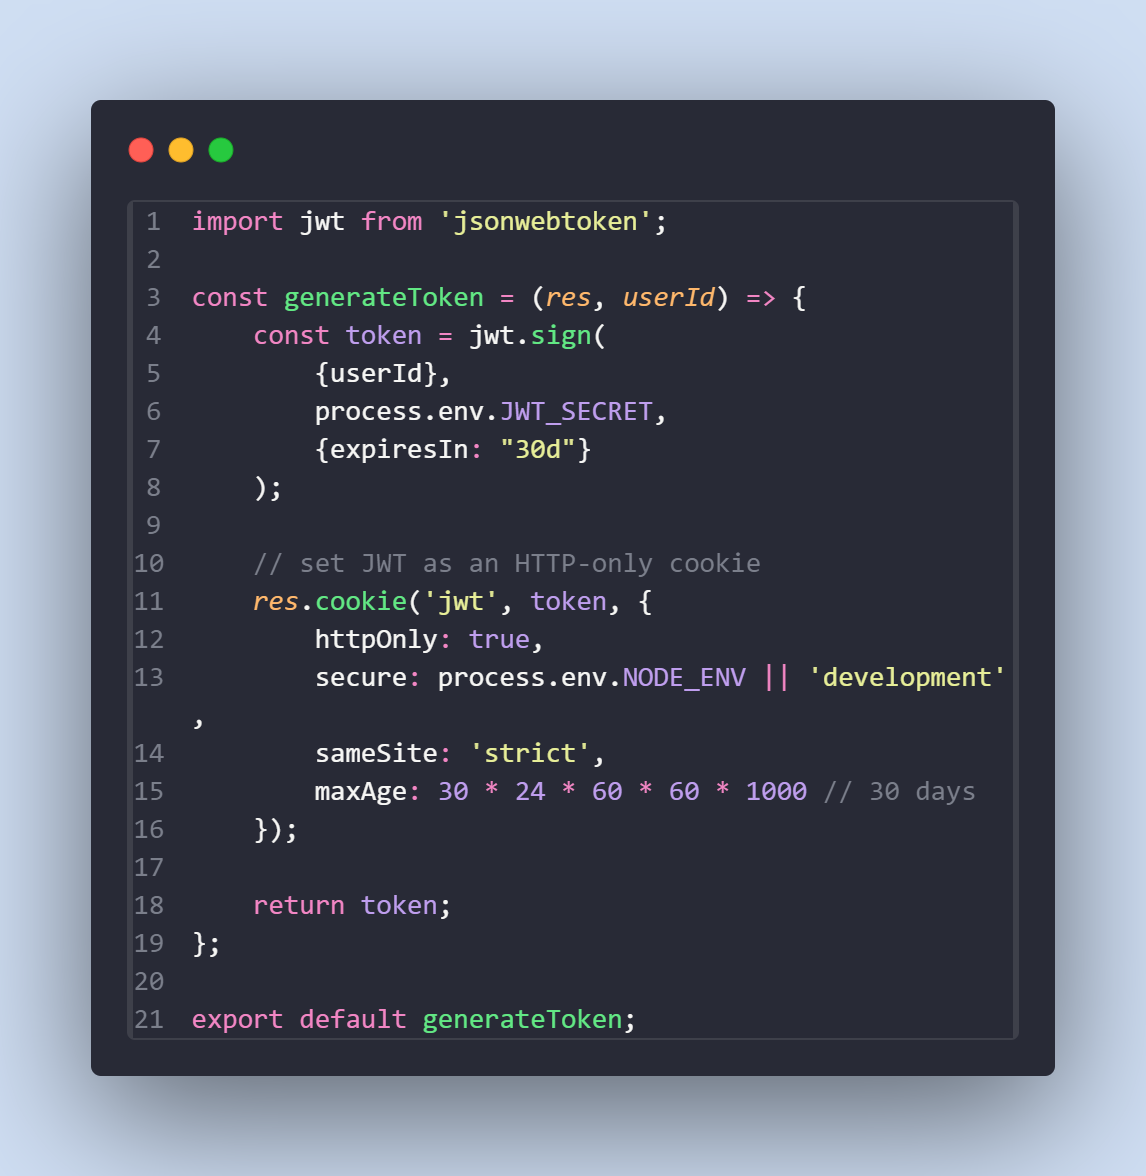 1 import jwt from 'jsonwebtoken';
2
3 const generateToken = (res, userId) => {
4     const token = jwt.sign(
5         {userId},
6         process.env.JWT_SECRET,
7         {expiresIn: "30d"}
8     );
9
10     // set JWT as an HTTP-only cookie
11     res.cookie('jwt', token, {
12         httpOnly: true,
13         secure: process.env.NODE_ENV || 'development'
,
14         sameSite: 'strict',
15         maxAge: 30 * 24 * 60 * 60 * 1000 // 30 days
16     });
17
18     return token;
19 };
20
21 export default generateToken;